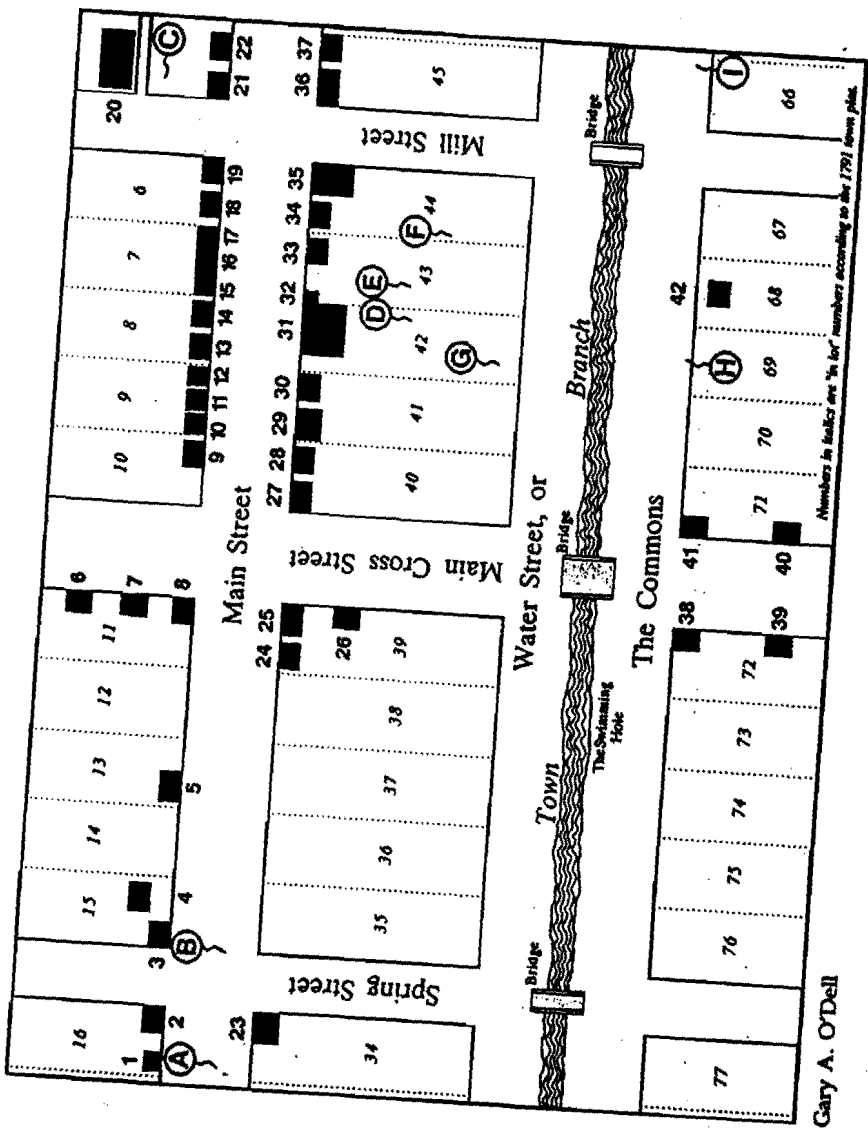 20
C
21 22
6 7 8 9 10
9 10 11 12 13 14 15 16 17 18 19
11 12 13 14 15
6
7
8
5
4
3
B
16
1
2
A
Main Street
23
24 25
26
27 28 29 30 31 32 33 34 35
36 37
34
35 36 37 38 39
40 41 42 43 44
45
D
E
F
G
Spring Street
Main Cross Street
Mill Street
Water Street, or
The Commons
Town
Branch
Bridge
Bridge
Bridge
The Swimming
Hole
38
39
40
41
42
H
I
77
76 75 74 73 72
71 70 69 68 67
66
Numbers in italics are "in lot" numbers according to the 1791 town plat.
Gary A. O'Dell